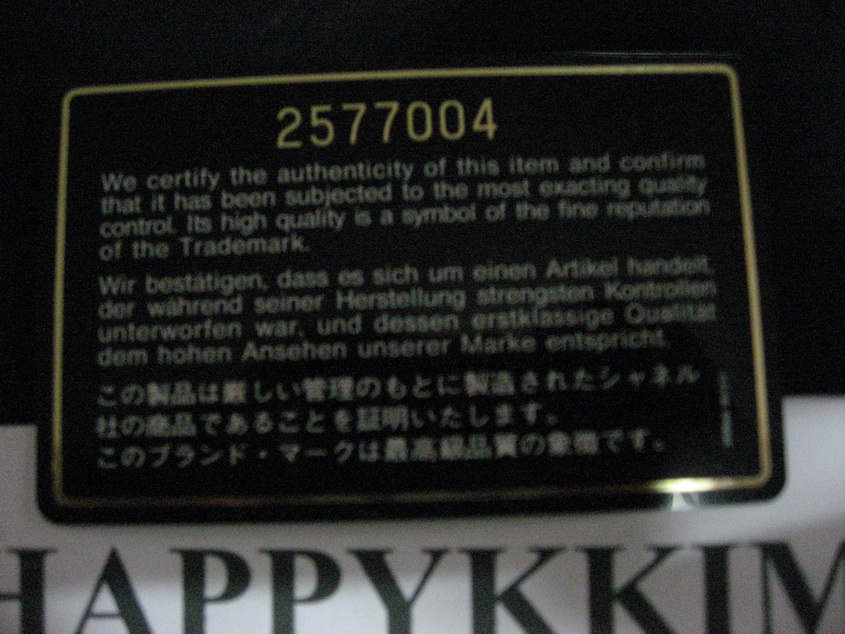 2577004
We certify the authenticity of this item and confirm
that it has been subjected to the most exacting quality
control. Its high quality is a symbol of the fine reputation
of the Trademark.
Wir bestätigen, dass es sich um einen Artikel handelt,
der während seiner Herstellung strengsten Kontrollen
unterworfen war, und dessen erstklassige Qualität
dem hohen Ansehen unserer Marke entspricht.
この製品は厳しい管理のもとに製造されたシャネル
社の商品であることを証明いたします。
このブランド・マークは最高級品質の象徴です。
HAPPYKKIM